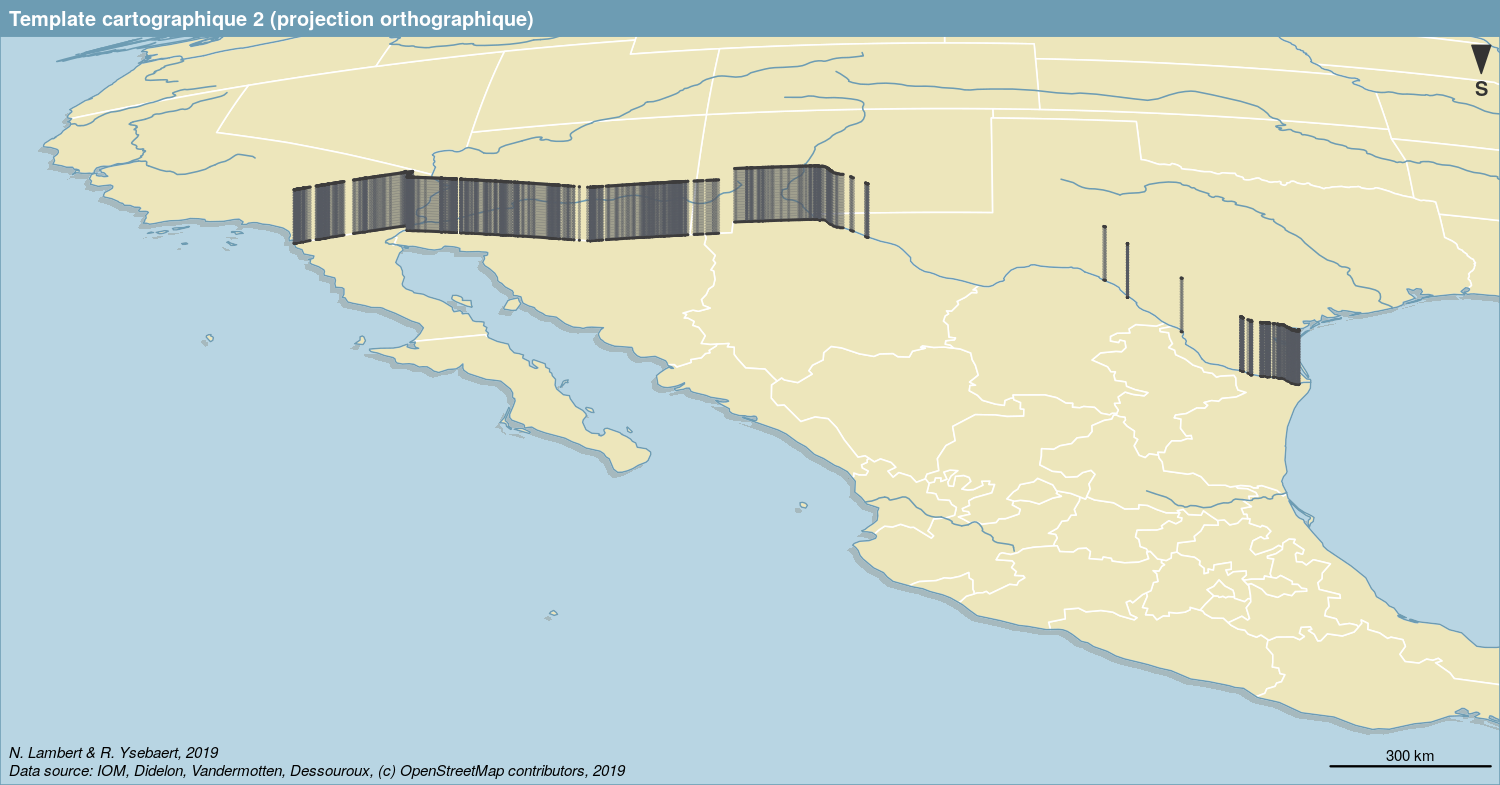 Template cartographique 2 (projection orthographique)
S
N. Lambert & R. Ysebaert, 2019
Data source: IOM, Didelon, Vandermotten, Dessouroux, (c) OpenStreetMap contributors, 2019
300 km